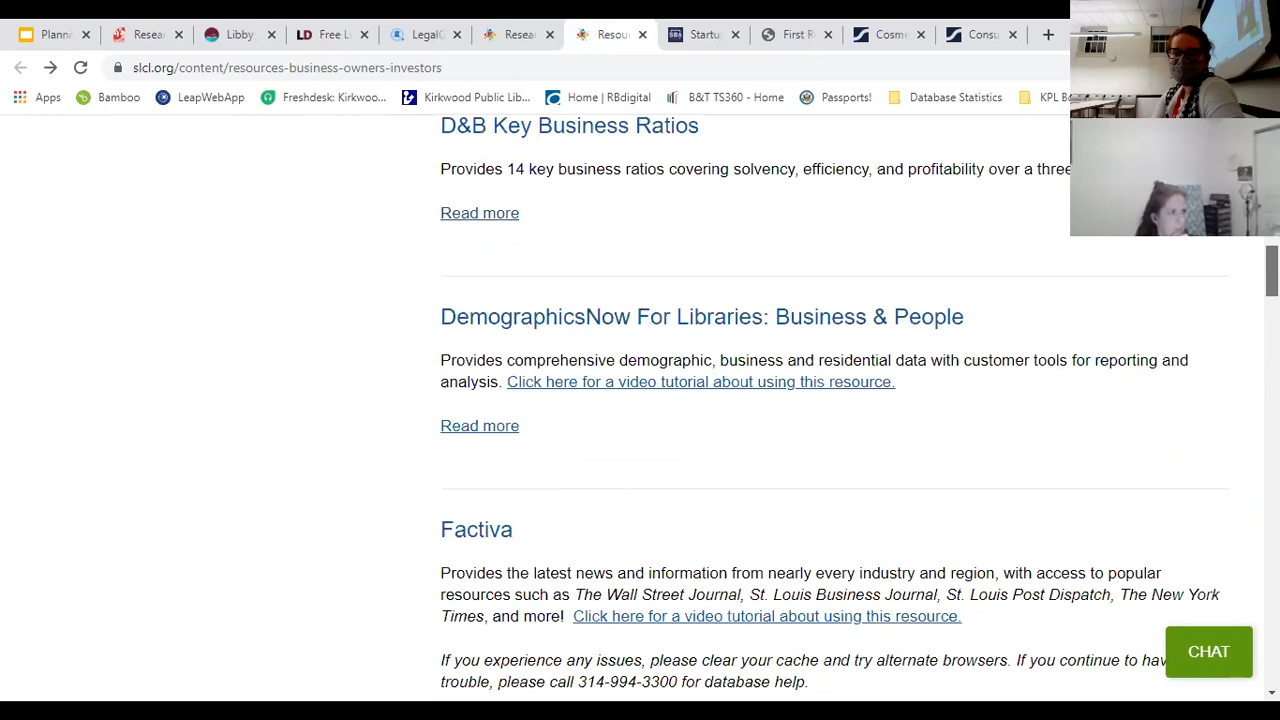 Planni
Resear
Libby
Free L
LegalC
Resea
Resou
Startu
First R
Cosme
Consu
slcl.org/content/resources-business-owners-investors
Apps
Bamboo
LeapWebApp
Freshdesk: Kirkwoo...
Kirkwood Public Lib...
Home | RBdigital
B&T TS360 - Home
Passports!
Database Statistics
KPL B
D&B Key Business Ratios
Provides 14 key business ratios covering solvency, efficiency, and profitability over a three
Read more
DemographicsNow For Libraries: Business & People
Provides comprehensive demographic, business and residential data with customer tools for reporting and
analysis. Click here for a video tutorial about using this resource.
Read more
Factiva
Provides the latest news and information from nearly every industry and region, with access to popular
resources such as The Wall Street Journal, St. Louis Business Journal, St. Louis Post Dispatch, The New York
Times, and more! Click here for a video tutorial about using this resource.
If you experience any issues, please clear your cache and try alternate browsers. If you continue to hav
trouble, please call 314-994-3300 for database help.
CHAT